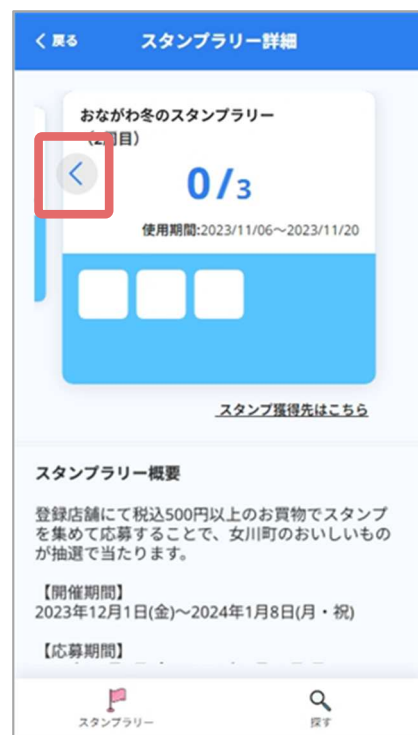 戻る
スタンプラリー詳細
おながわ冬のスタンプラリー
目）
0/3
使用期間:2023/11/06～2023/11/20
スタンプ獲得先はこちら
スタンプラリー概要
登録店舗にて税込500円以上のお買物でスタンプ
を集めて応募することで、女川町のおいしいもの
が抽選で当たります。
【開催期間】
2023年12月1日(金)～2024年1月8日(月・祝)
【応募期間】
スタンプラリー
探す